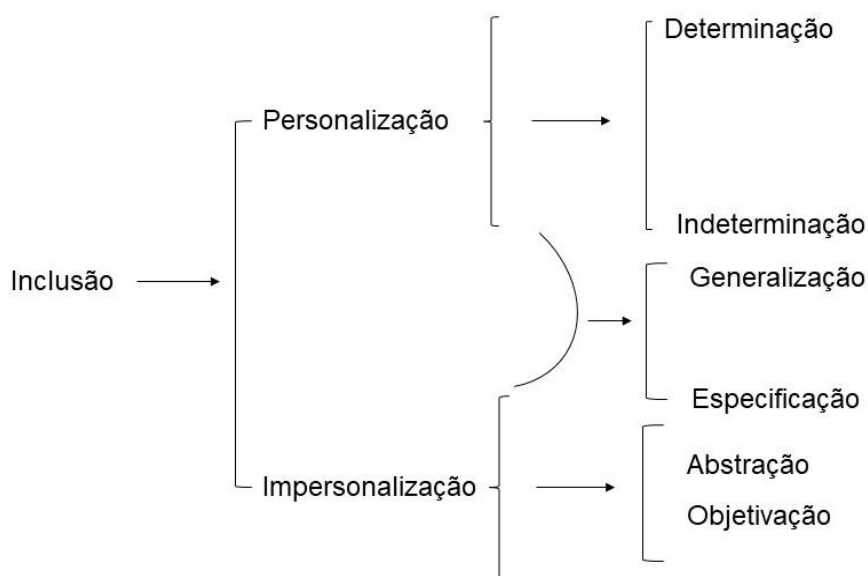 Determinação
Personalização
Indeterminação
Inclusão
Generalização
Especificação
Abstração
Impersonalização
Objetivação